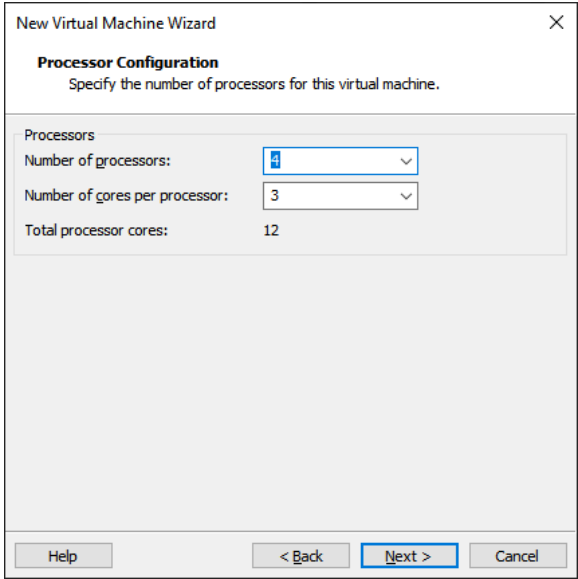 New Virtual Machine Wizard
Processor Configuration
Specify the number of processors for this virtual machine.
Processors
Number of processors: 4
Number of cores per processor: 3
Total processor cores: 12
Help < Back Next > Cancel